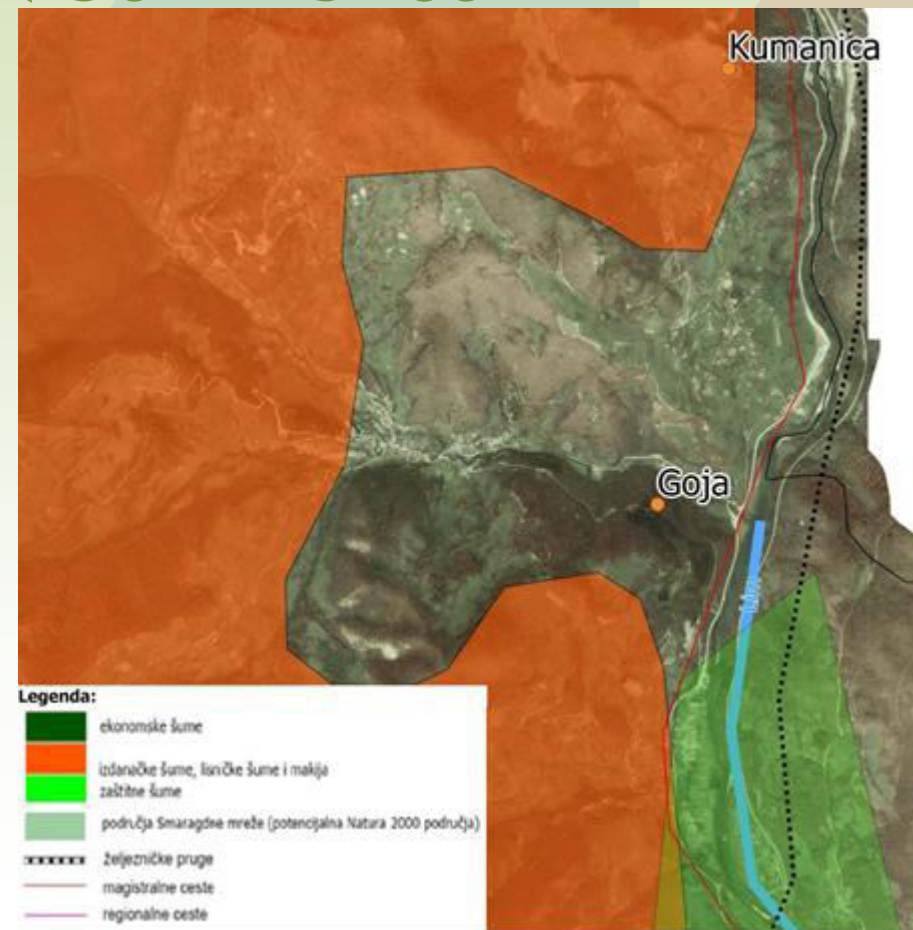 Kumanica
Goja
Legenda:
ekonomske šume
izdanačke šume, lisničke šume i makija
zaštitne šume
područja Smaragdne mreže (potencijalna Natura 2000 područja)
željezničke pruge
magistralne ceste
regionalne ceste